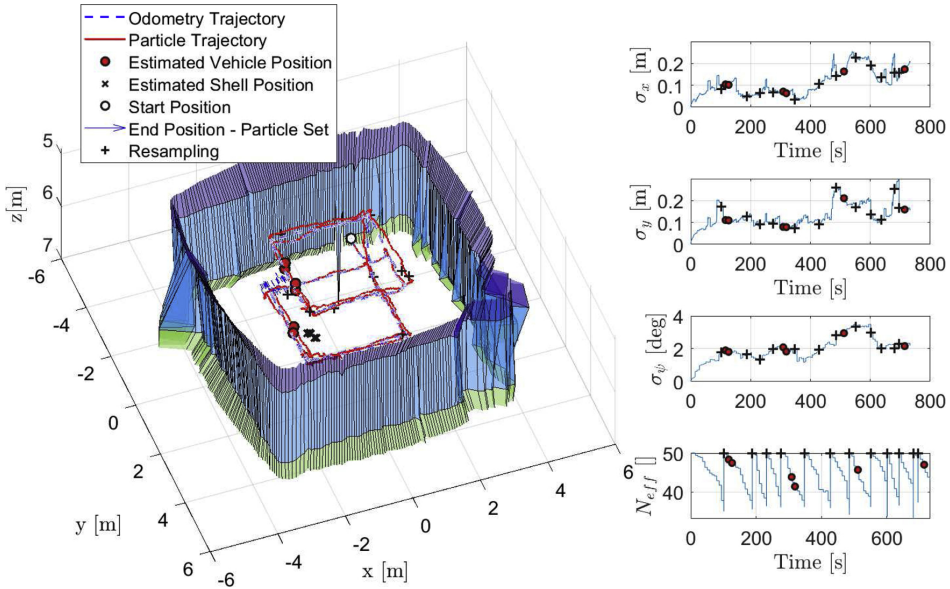 Odometry Trajectory
Particle Trajectory
Estimated Vehicle Position
Estimated Shell Position
Start Position
End Position - Particle Set
Resampling
5
6
7
z[m]
-6
-4
-2
0
2
4
6
y [m]
-6
-4
-2
0
2
4
6
x [m]
σx [m]
0.2
0.1
0
0 200 400 600 800
Time [s]
σy [m]
0.2
0.1
0
0 200 400 600 800
Time [s]
σψ [deg]
4
2
0
0 200 400 600 800
Time [s]
Neff []
50
40
0 200 400 600
Time [s]